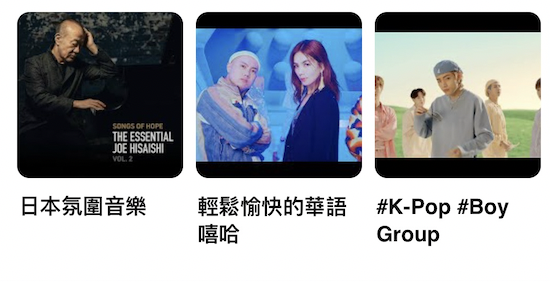 SONGS OF HOPE
THE ESSENTIAL
JOE HISAISHI
VOL. 2
日本氛圍音樂
輕鬆愉快的華語
嘻哈
#K-Pop #Boy
Group